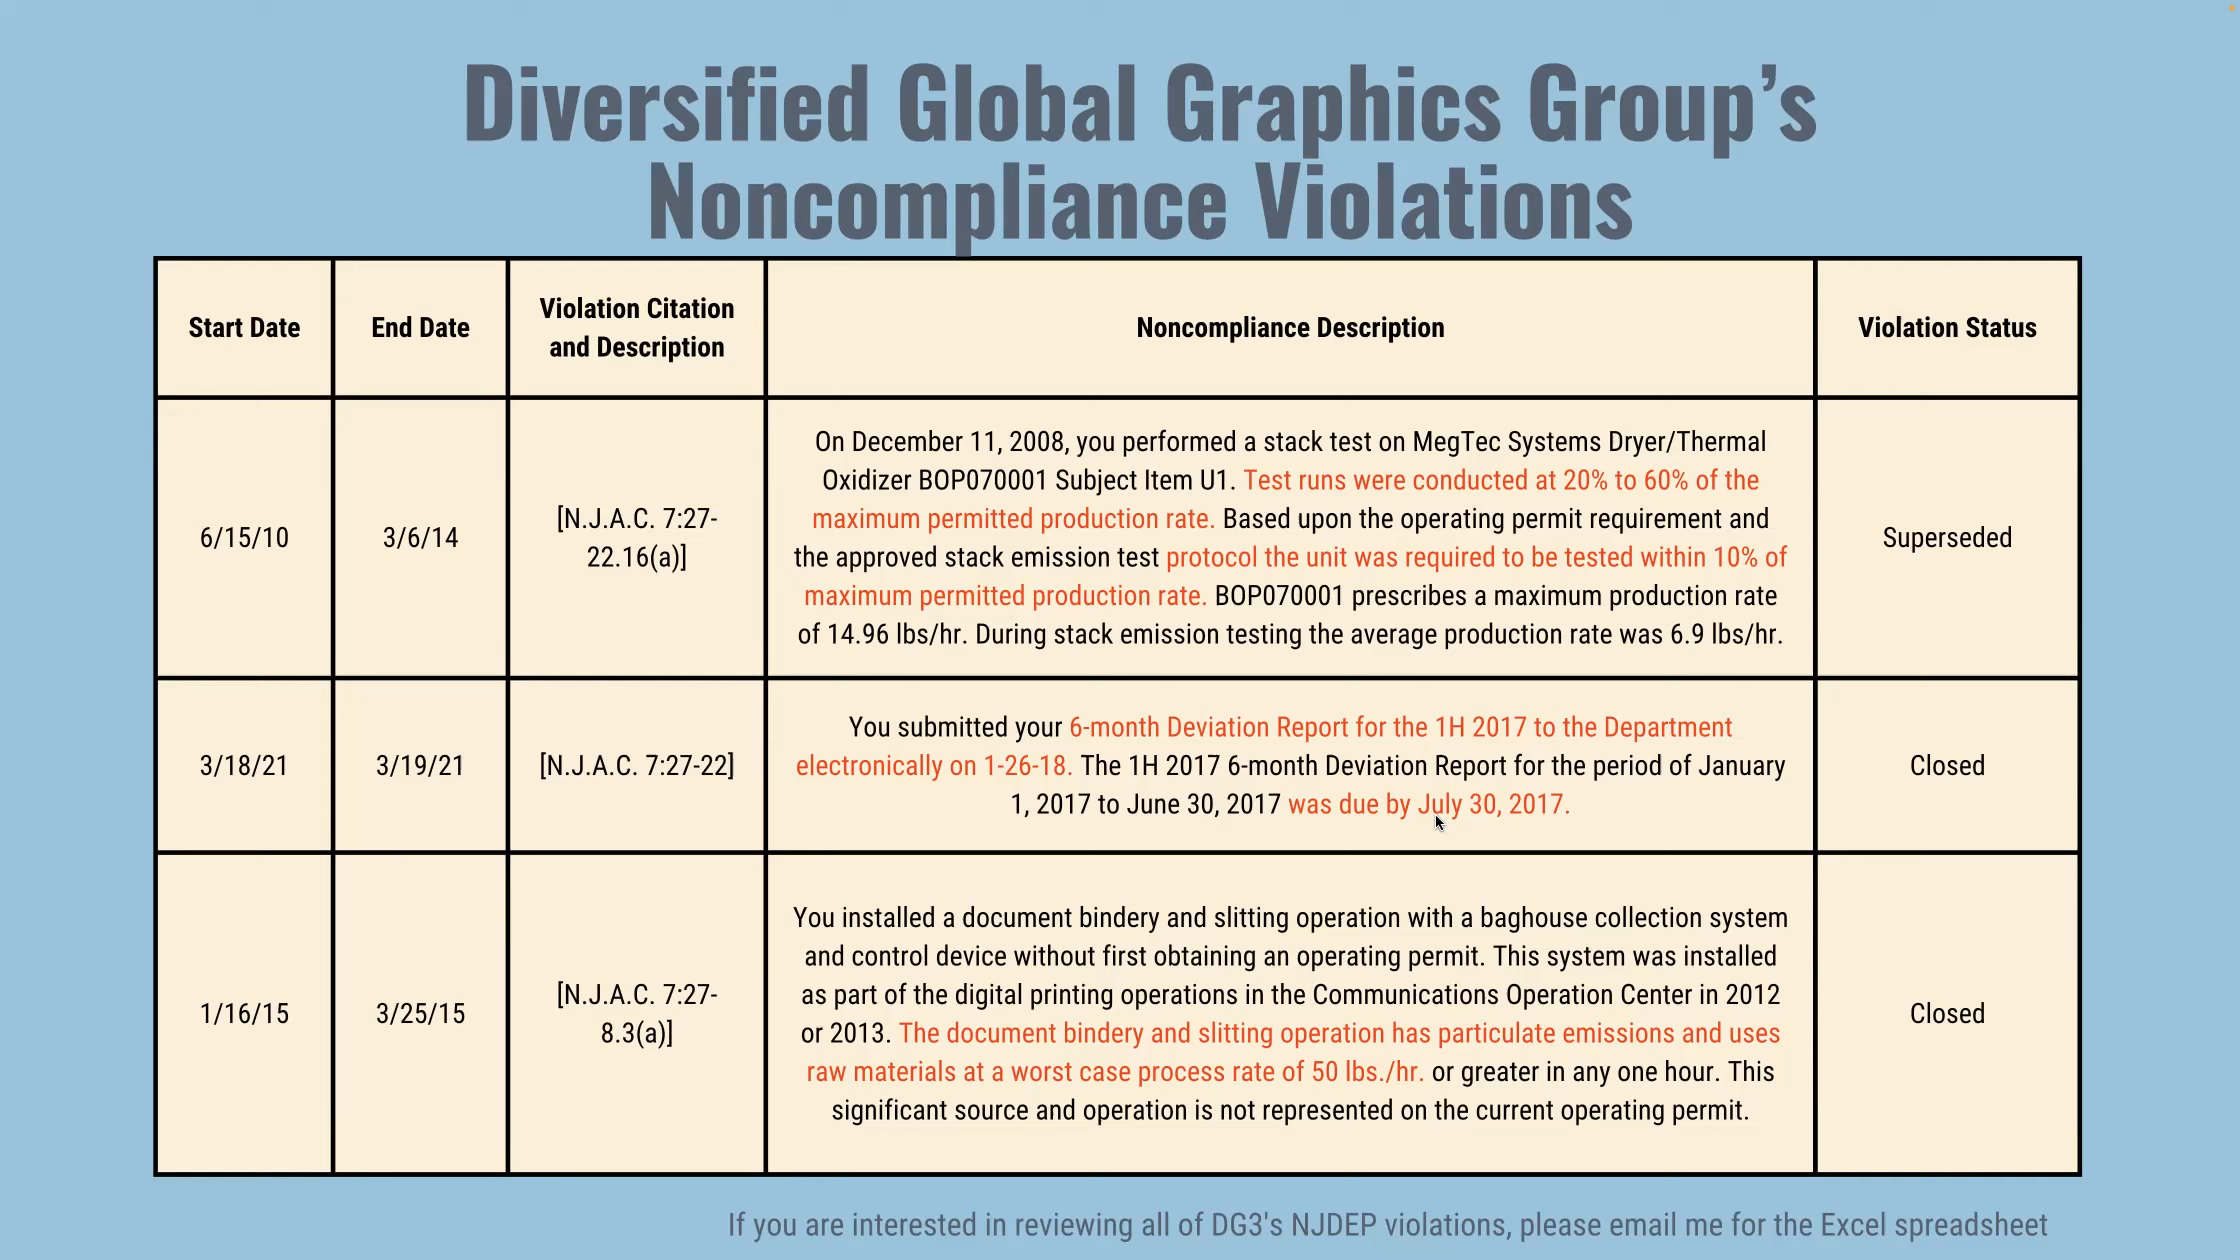 Diversified Global Graphics Group’s
Noncompliance Violations
Start Date
End Date
Violation Citation
and Description
Noncompliance Description
Violation Status
6/15/10
3/6/14
[N.J.A.C. 7:27-
22.16(a)]
On December 11, 2008, you performed a stack test on MegTec Systems Dryer/Thermal
Oxidizer BOP070001 Subject Item U1. Test runs were conducted at 20% to 60% of the
maximum permitted production rate. Based upon the operating permit requirement and
the approved stack emission test protocol the unit was required to be tested within 10% of
maximum permitted production rate. BOP070001 prescribes a maximum production rate
of 14.96 lbs/hr. During stack emission testing the average production rate was 6.9 lbs/hr.
Superseded
3/18/21
3/19/21
[N.J.A.C. 7:27-22]
You submitted your 6-month Deviation Report for the 1H 2017 to the Department
electronically on 1-26-18. The 1H 2017 6-month Deviation Report for the period of January
1, 2017 to June 30, 2017 was due by July 30, 2017.
Closed
1/16/15
3/25/15
[N.J.A.C. 7:27-
8.3(a)]
You installed a document bindery and slitting operation with a baghouse collection system
and control device without first obtaining an operating permit. This system was installed
as part of the digital printing operations in the Communications Operation Center in 2012
or 2013. The document bindery and slitting operation has particulate emissions and uses
raw materials at a worst case process rate of 50 lbs./hr. or greater in any one hour. This
significant source and operation is not represented on the current operating permit.
Closed
If you are interested in reviewing all of DG3's NJDEP violations, please email me for the Excel spreadsheet